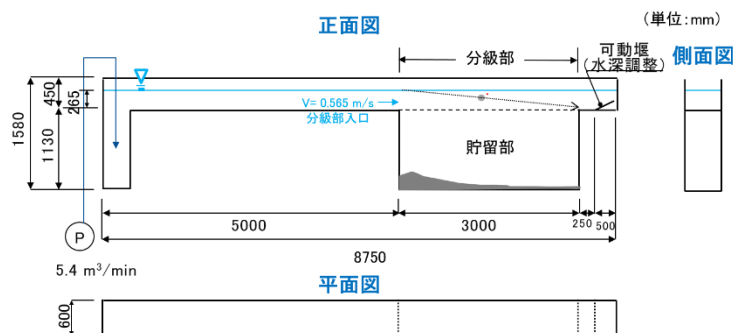 (単位:mm)
正面図
分級部
可動堰
(水深調整)
側面図
450
265
1580
1130
V= 0.565 m/s
分級部入口
貯留部
5000
3000
250
500
8750
P
5.4 m³/min
平面図
600